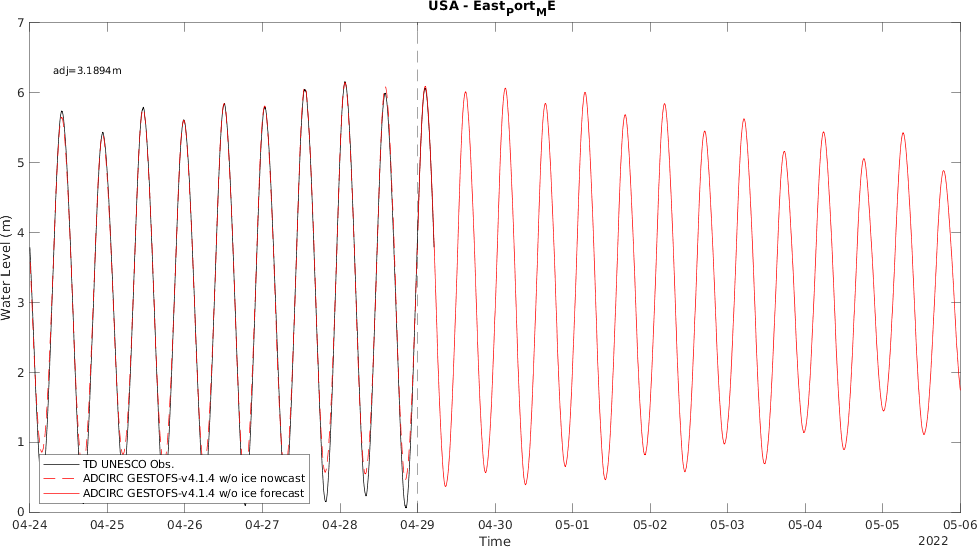 USA - EastPortME
adj=3.1894m
Water Level (m)
7
6
5
4
3
2
1
0
TD UNESCO Obs.
ADCIRC GESTOFS-v4.1.4 w/o ice nowcast
ADCIRC GESTOFS-v4.1.4 w/o ice forecast
04-24 04-25 04-26 04-27 04-28 04-29 04-30 05-01 05-02 05-03 05-04 05-05 05-06
Time
2022